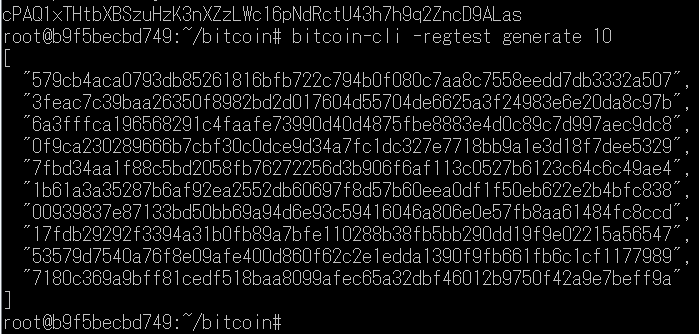 cPAQ1xTHtbXBSzuHzK3nXZzLWc16pNdRctU43h7h9q2ZncD9ALas
root@b9f5becbd749:~/bitcoin# bitcoin-cli -regtest generate 10
[
  "579cb4aca0793db85261816bfb722c794b0f080c7aa8c7558eedd7db3332a507",
  "3feac7c39baa26350f8982bd2d017604d55704de6625a3f24983e6e20da8c97b",
  "6a3fffca196568291c4faafe73990d40d4875fbe8883e4d0c89c7d997aec9dc8",
  "0f9ca230289666b7cbf30c0dce9d34a7fc1dc327e7718bb9a1e3d18f7dee5329",
  "7fbd34aa1f88c5bd2058fb76272256d3b906f6af113c0527b6123c64c6c49ae4",
  "1b61a3a35287b6af92ea2552db60697f8d57b60eea0df1f50eb622e2b4bfc838",
  "00939837e87133bd50bb69a94d6e93c59416046a806e0e57fb8aa61484fc8ccd",
  "17fdb29292f3394a31b0fb89a7bfe110288b38fb5bb290dd19f9e02215a56547",
  "53579d7540a76f8e09afe400d860f62c2e1edda1390f9fb661fb6c1cf1177989",
  "7180c369a9bff81cedf518baa8099afec65a32dbf46012b9750f42a9e7beff9a"
]
root@b9f5becbd749:~/bitcoin#